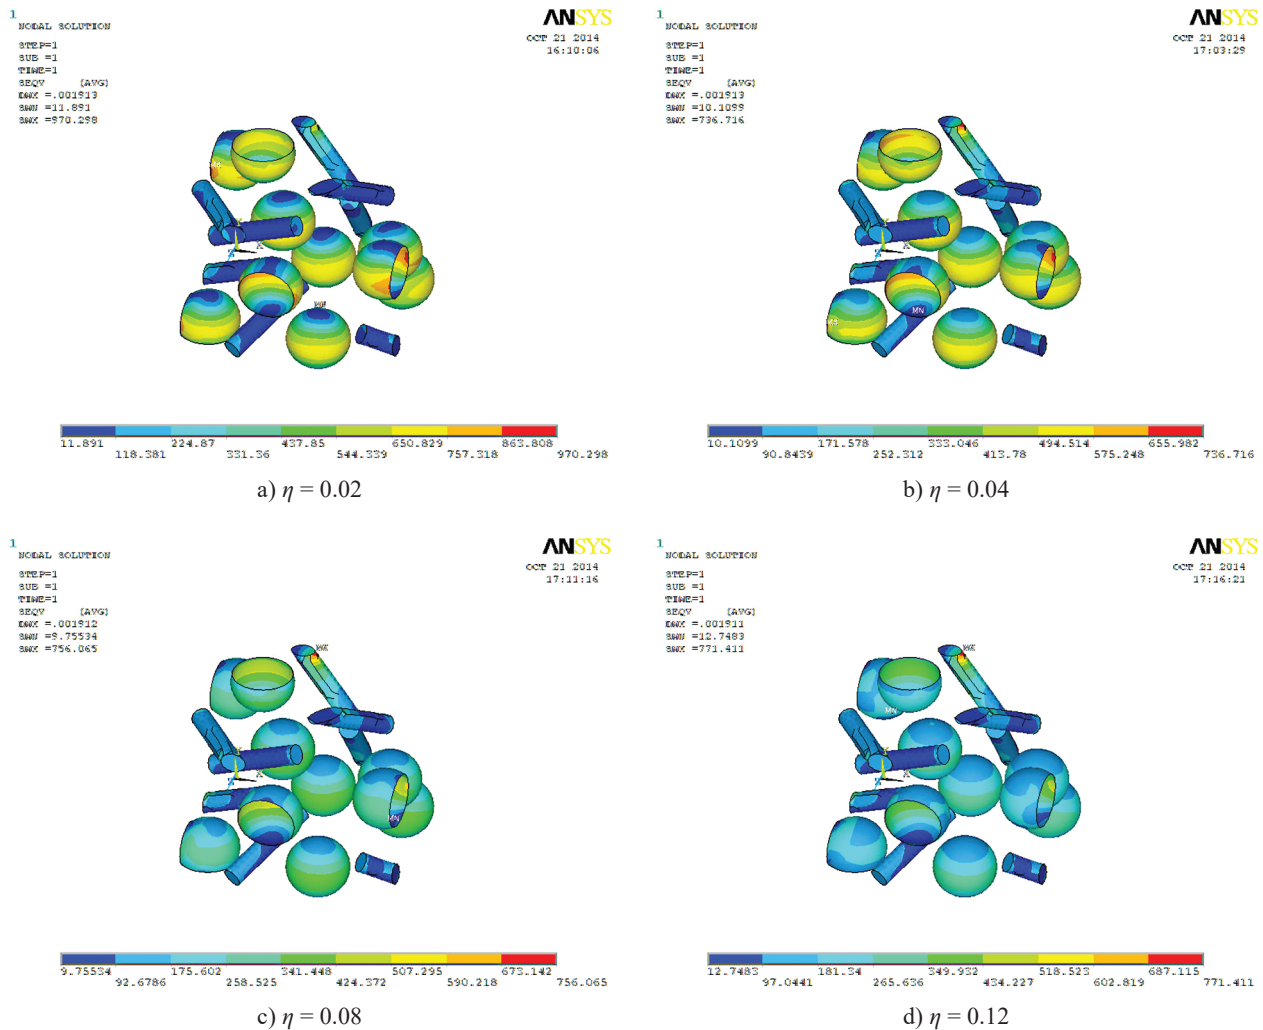 1
NODAL SOLUTION
STEP=1
SUB =1
TIME=1
SEQV (AVG)
DMX =.001913
SMN =11.891
SMX =970.298
ANSYS
OCT 21 2014
16:10:06
MN
MX
Y
X
Z
11.891 224.87 437.85 650.829 863.808
118.381 331.36 544.339 757.318 970.298
a) η = 0.02
1
NODAL SOLUTION
STEP=1
SUB =1
TIME=1
SEQV (AVG)
DMX =.001913
SMN =10.1099
SMX =736.716
ANSYS
OCT 21 2014
17:03:29
X
MN
10.1099 171.578 333.046 494.514 655.982
90.8439 252.312 413.78 575.248 736.716
b) η = 0.04
1
NODAL SOLUTION
STEP=1
SUB =1
TIME=1
SEQV (AVG)
DMX =.001912
SMN =9.75534
SMX =756.065
ANSYS
OCT 21 2014
17:11:16
MX
X
MN
9.75534 175.602 341.448 507.295 673.142
92.6786 258.525 424.372 590.218 756.065
c) η = 0.08
1
NODAL SOLUTION
STEP=1
SUB =1
TIME=1
SEQV (AVG)
DMX =.001911
SMN =12.7483
SMX =771.411
ANSYS
OCT 21 2014
17:16:21
MX
MN
X
12.7483 181.34 349.932 518.523 687.115
97.0441 265.636 434.227 602.819 771.411
d) η = 0.12